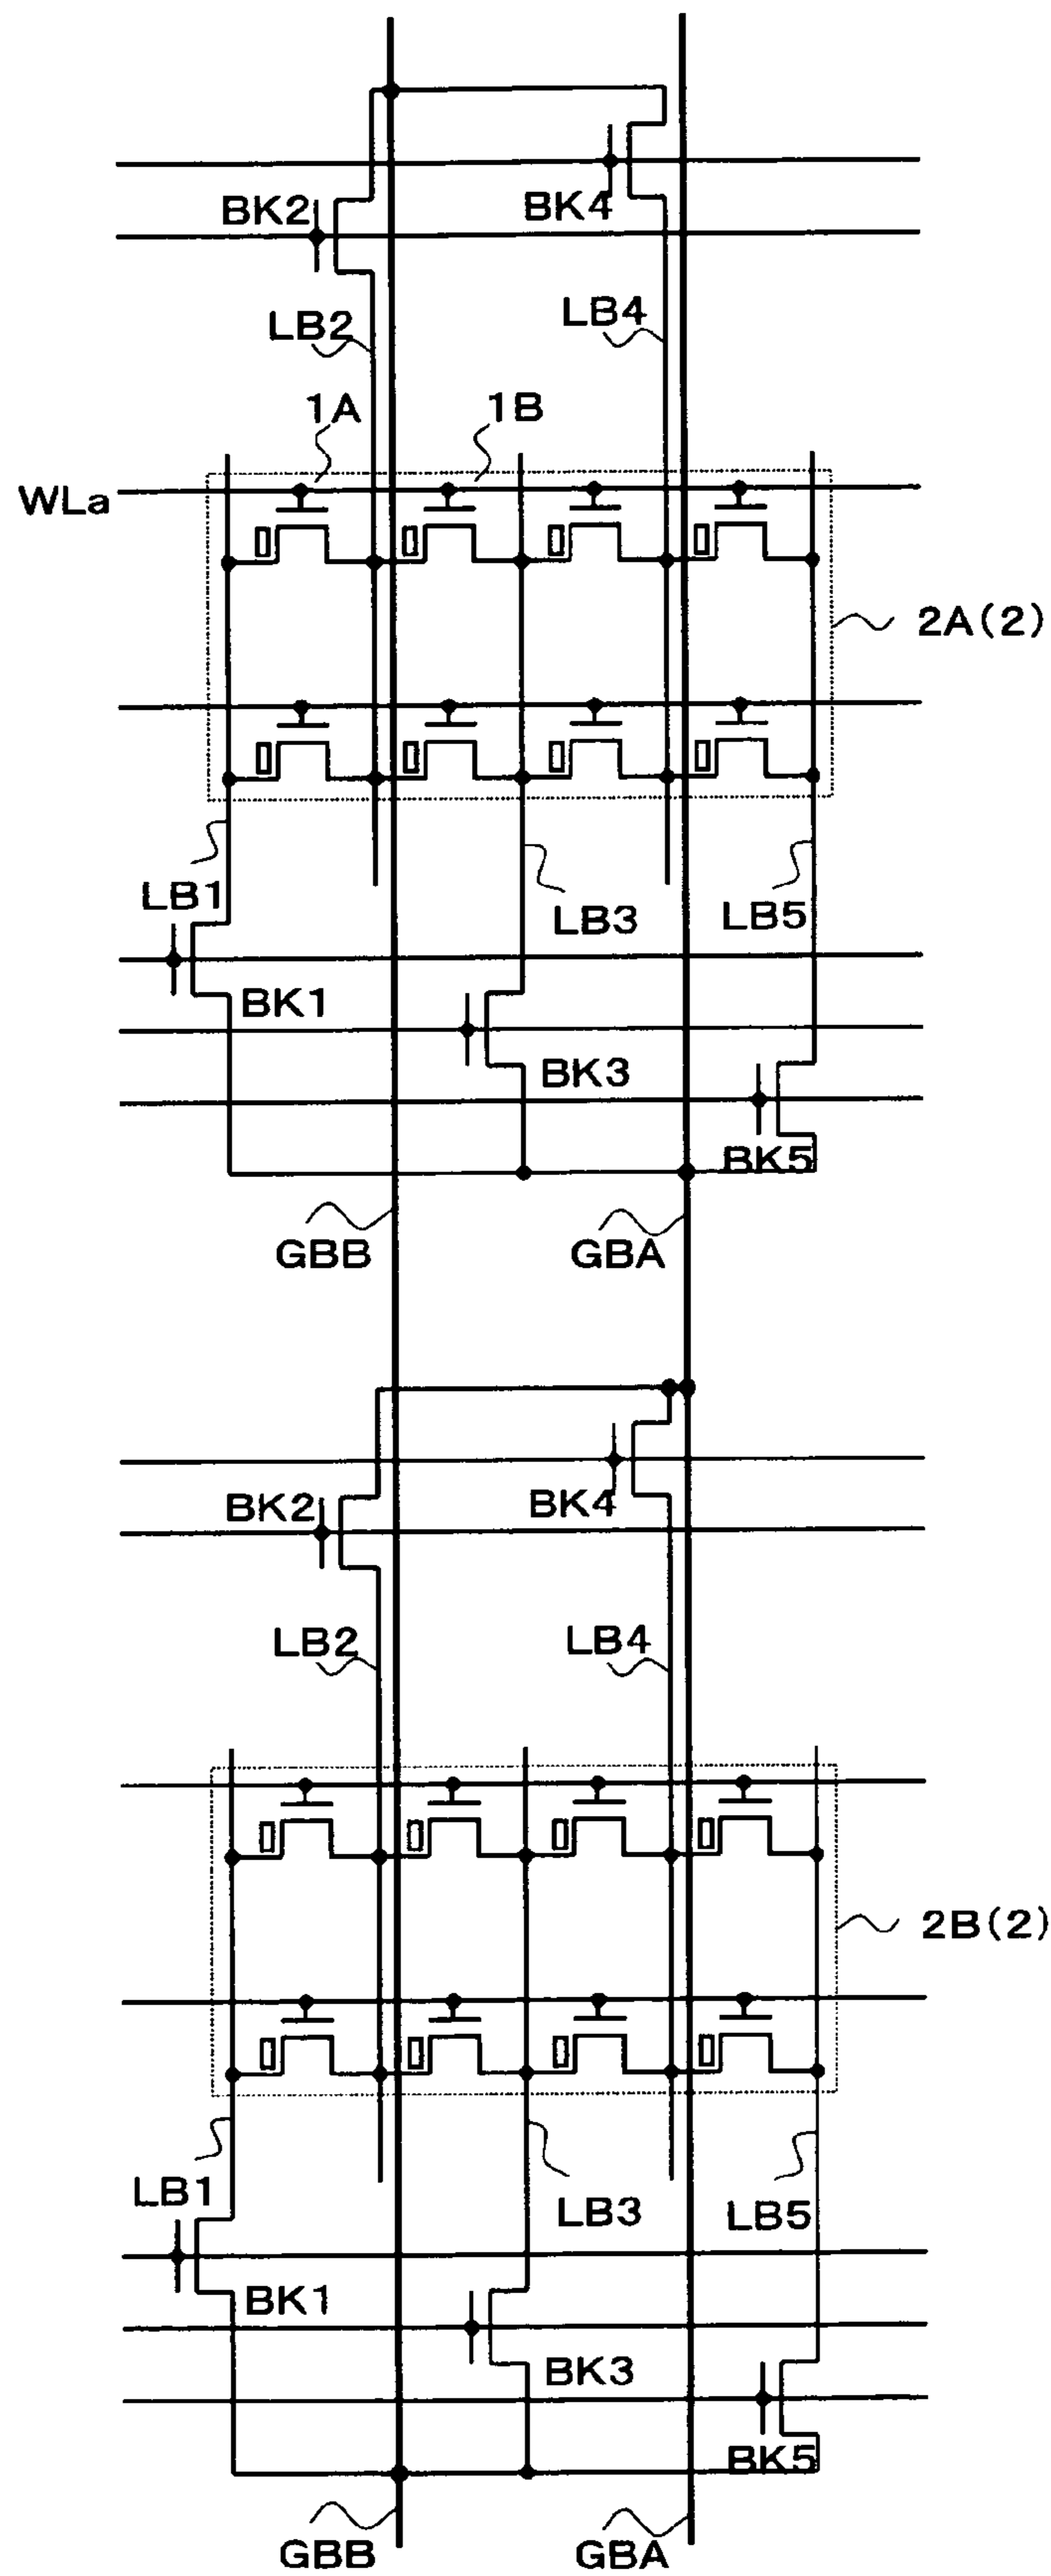 BK2
BK4
LB2
LB4
1A
1B
WLa
2A(2)
LB1
LB3
LB5
BK1
BK3
BK5
GBB
GBA
BK2
BK4
LB2
LB4
2B(2)
LB1
LB3
LB5
BK1
BK3
BK5
GBB
GBA